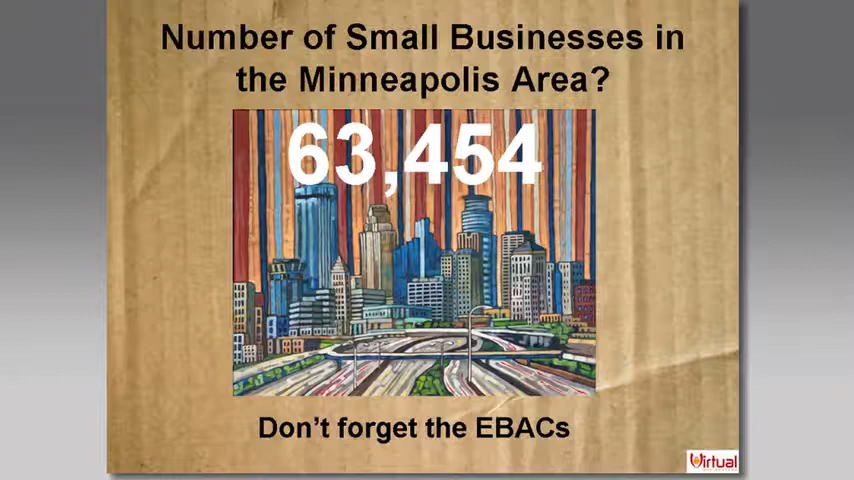 Number of Small Businesses in
the Minneapolis Area?
63,454
Don't forget the EBACs
Virtual